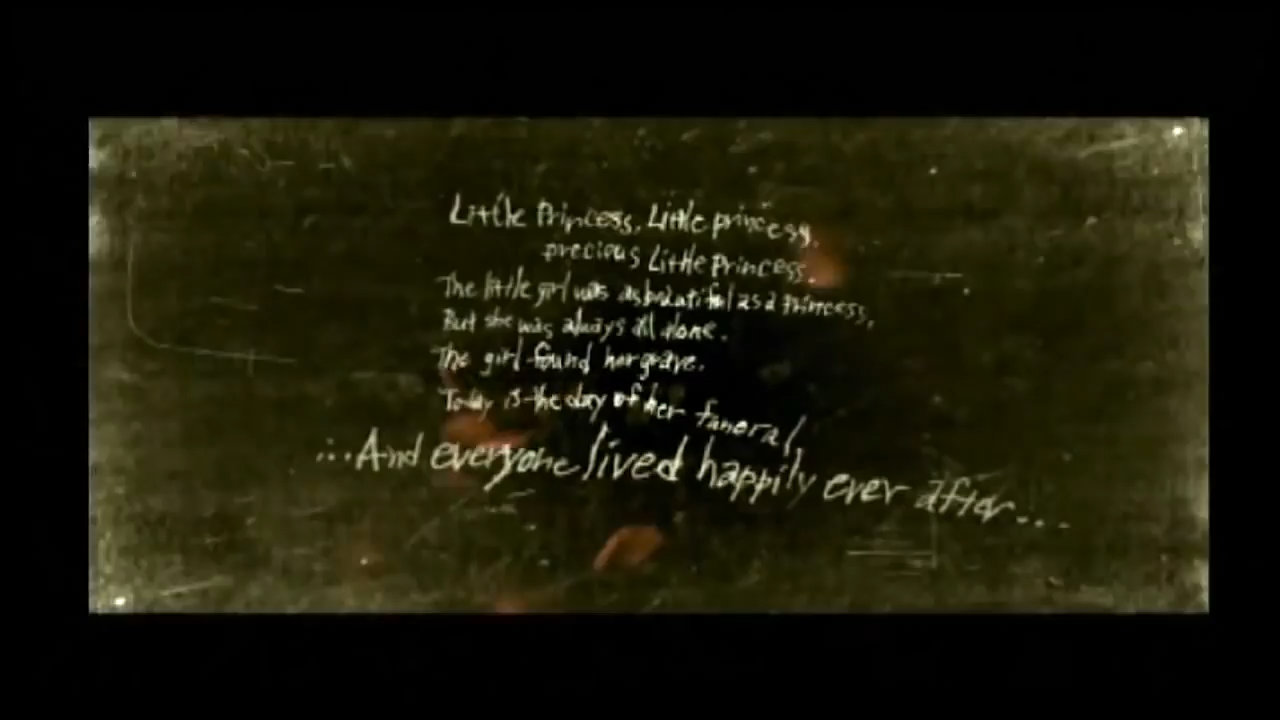 Little Princess, Little princess,
precious Little Princess.
The little girl was as beautiful as a Princess,
But she was always all alone.
The girl found her grave.
Today is the day of her funeral,
...And everyone lived happily ever after...